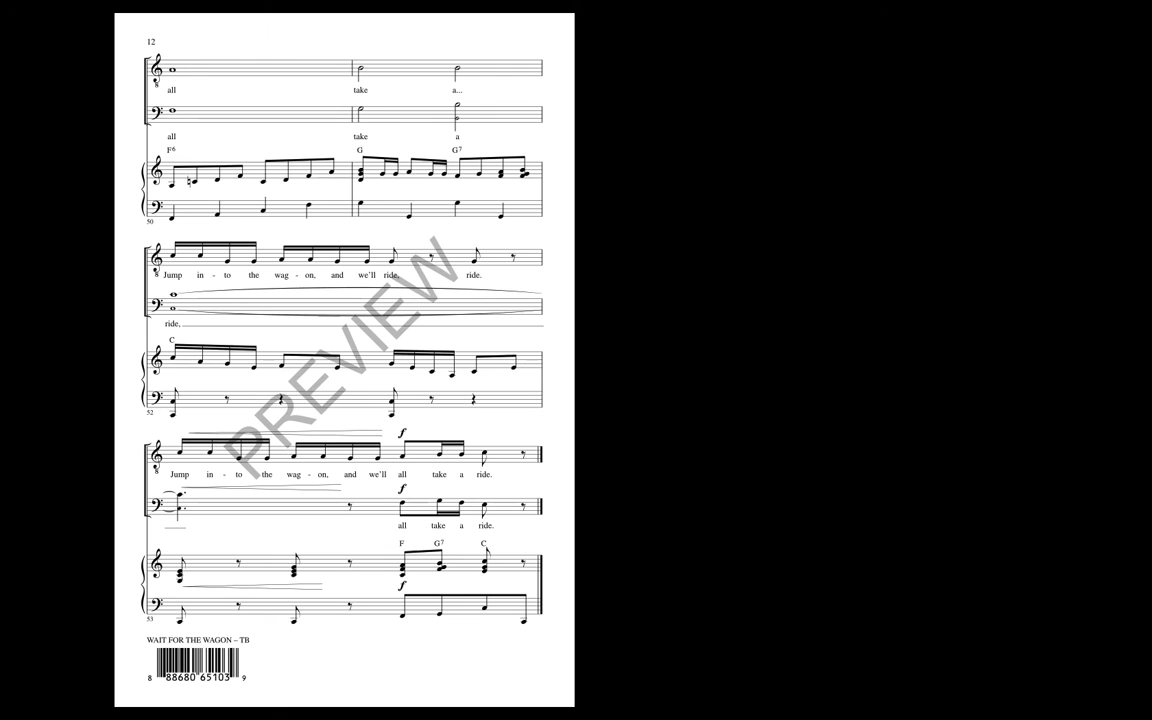 12
all take a...
all take a
F6 G G7
50
Jump in - to the wag - on, and we'll ride, ride.
ride,
C
52
Jump in - to the wag - on, and we'll all take a ride.
all take a ride.
F G7 C
53
PREVIEW
WAIT FOR THE WAGON – TB
8 88680 65103 9